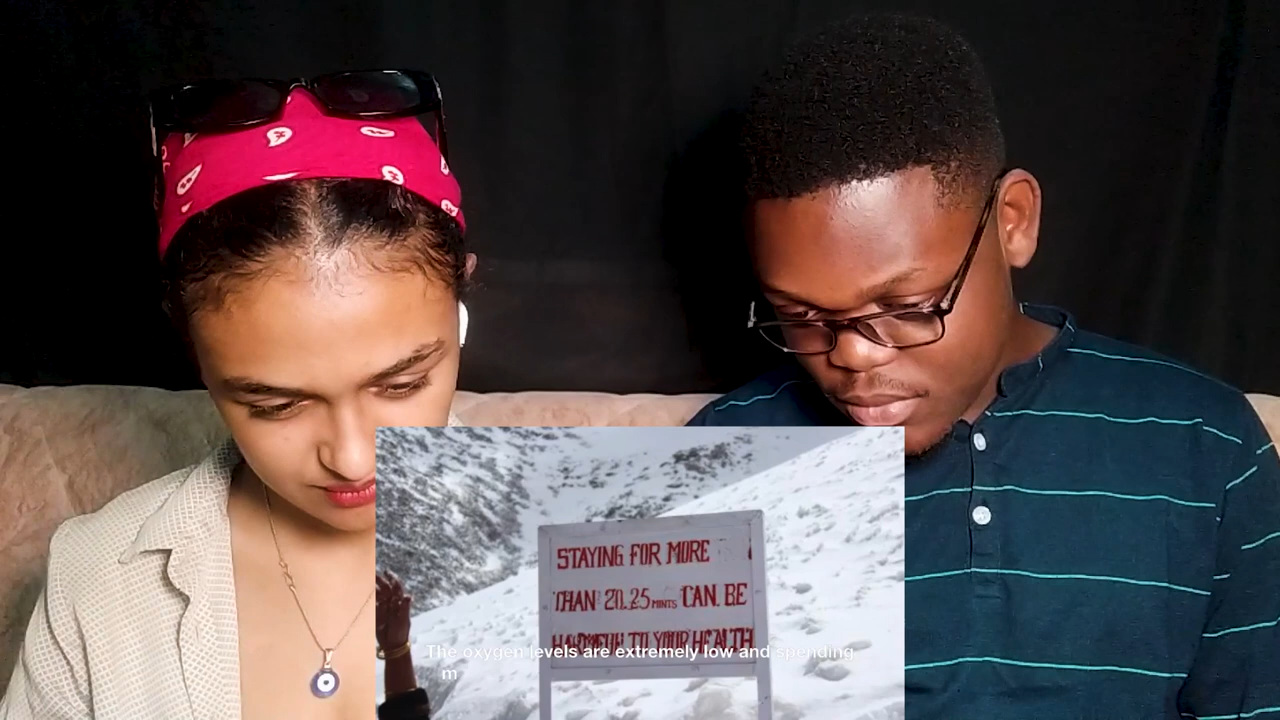 STAYING FOR MORE
THAN 20.25 MINTS CAN. BE
HARMFUL TO YOUR HEALTH
The oxygen levels are extremely low and spending
m